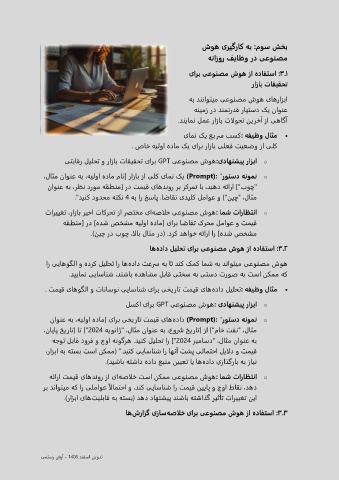 بخش سوم: به کارگیری هوش
مصنوعی در وظایف روزانه
۳.۱: استفاده از هوش مصنوعی برای
تحقیقات بازار
ابزارهای هوش مصنوعی میتوانند به
عنوان یک دستیار قدرتمند در زمینه
آگاهی از آخرین تحولات بازار عمل نمایند.
• مثال وظیفه :کسب سریع یک نمای
کلی از وضعیت فعلی بازار برای یک ماده اولیه خاص .
○ ابزار پیشنهادی:هوش مصنوعی GPT برای تحقیقات بازار و تحلیل رقابتی
○ نمونه دستور" :(Prompt) یک نمای کلی از بازار [نام ماده اولیه، به عنوان مثال،
"چوب"] ارائه دهید، با تمرکز بر روندهای قیمت در [منطقه مورد نظر، به عنوان
مثال، "چین"] و عوامل کلیدی تقاضا. پاسخ را به 4 نکته محدود کنید".
○ انتظارات شما :هوش مصنوعی خلاصه‌ای مختصر از تحرکات اخیر بازار، تغییرات
قیمت و عوامل محرک تقاضا برای [ماده اولیه مشخص شده] در [منطقه
مشخص شده] را ارائه خواهد کرد. (در مثال بالا، چوب در چین).
۳.۲: استفاده از هوش مصنوعی برای تحلیل داده‌ها
هوش مصنوعی میتواند به شما کمک کند تا به سرعت داده‌ها را تحلیل کرده و الگوهایی را
که ممکن است به صورت دستی به سختی قابل مشاهده باشند، شناسایی نمایید.
• مثال وظیفه :تحلیل داده‌های قیمت تاریخی برای شناسایی نوسانات و الگوهای قیمت .
○ ابزار پیشنهادی :هوش مصنوعی GPT برای اکسل
○ نمونه دستور" :(Prompt) داده‌های قیمت تاریخی برای [ماده اولیه، به عنوان
مثال، "نفت خام"] از [تاریخ شروع، به عنوان مثال، "ژانویه 2024"] تا [تاریخ پایان،
به عنوان مثال، "دسامبر 2024"] را تحلیل کنید. هرگونه اوج و فرود قابل توجه
قیمت و دلایل احتمالی پشت آنها را شناسایی کنید." (ممکن است بسته به ابزار،
نیاز به بارگذاری داده‌ها یا تعیین منبع داده داشته باشید).
○ انتظارات شما :هوش مصنوعی ممکن است خلاصه‌ای از روندهای قیمت ارائه
دهد، نقاط اوج و پایین قیمت را شناسایی کند، و احتمالاً عواملی را که میتواند بر
این تغییرات تأثیر گذاشته باشند پیشنهاد دهد (بسته به قابلیت‌های ابزار).
۳.۳: استفاده از هوش مصنوعی برای خلاصه‌سازی گزارش‌ها